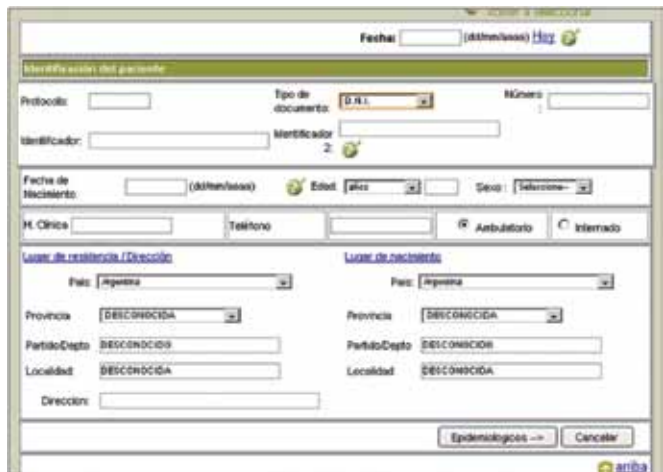 Volver a seleccionar
Fecha: (dd/mm/aaaa) Hoy
Identificación del paciente
Protocolo: Tipo de documento: D.N.I. Número :
Identificador: Identificador 2:
Fecha de Nacimiento: (dd/mm/aaaa) Edad: años Sexo : Seleccione--
H. Clínica Teléfono Ambulatorio Internado
Lugar de residencia / Dirección Lugar de nacimiento
País: Argentina País: Argentina
Provincia DESCONOCIDA Provincia DESCONOCIDA
Partido/Depto DESCONOCIDO Partido/Depto DESCONOCIDO
Localidad DESCONOCIDA Localidad DESCONOCIDA
Direccion:
Epidemiologicos --> Cancelar
arriba